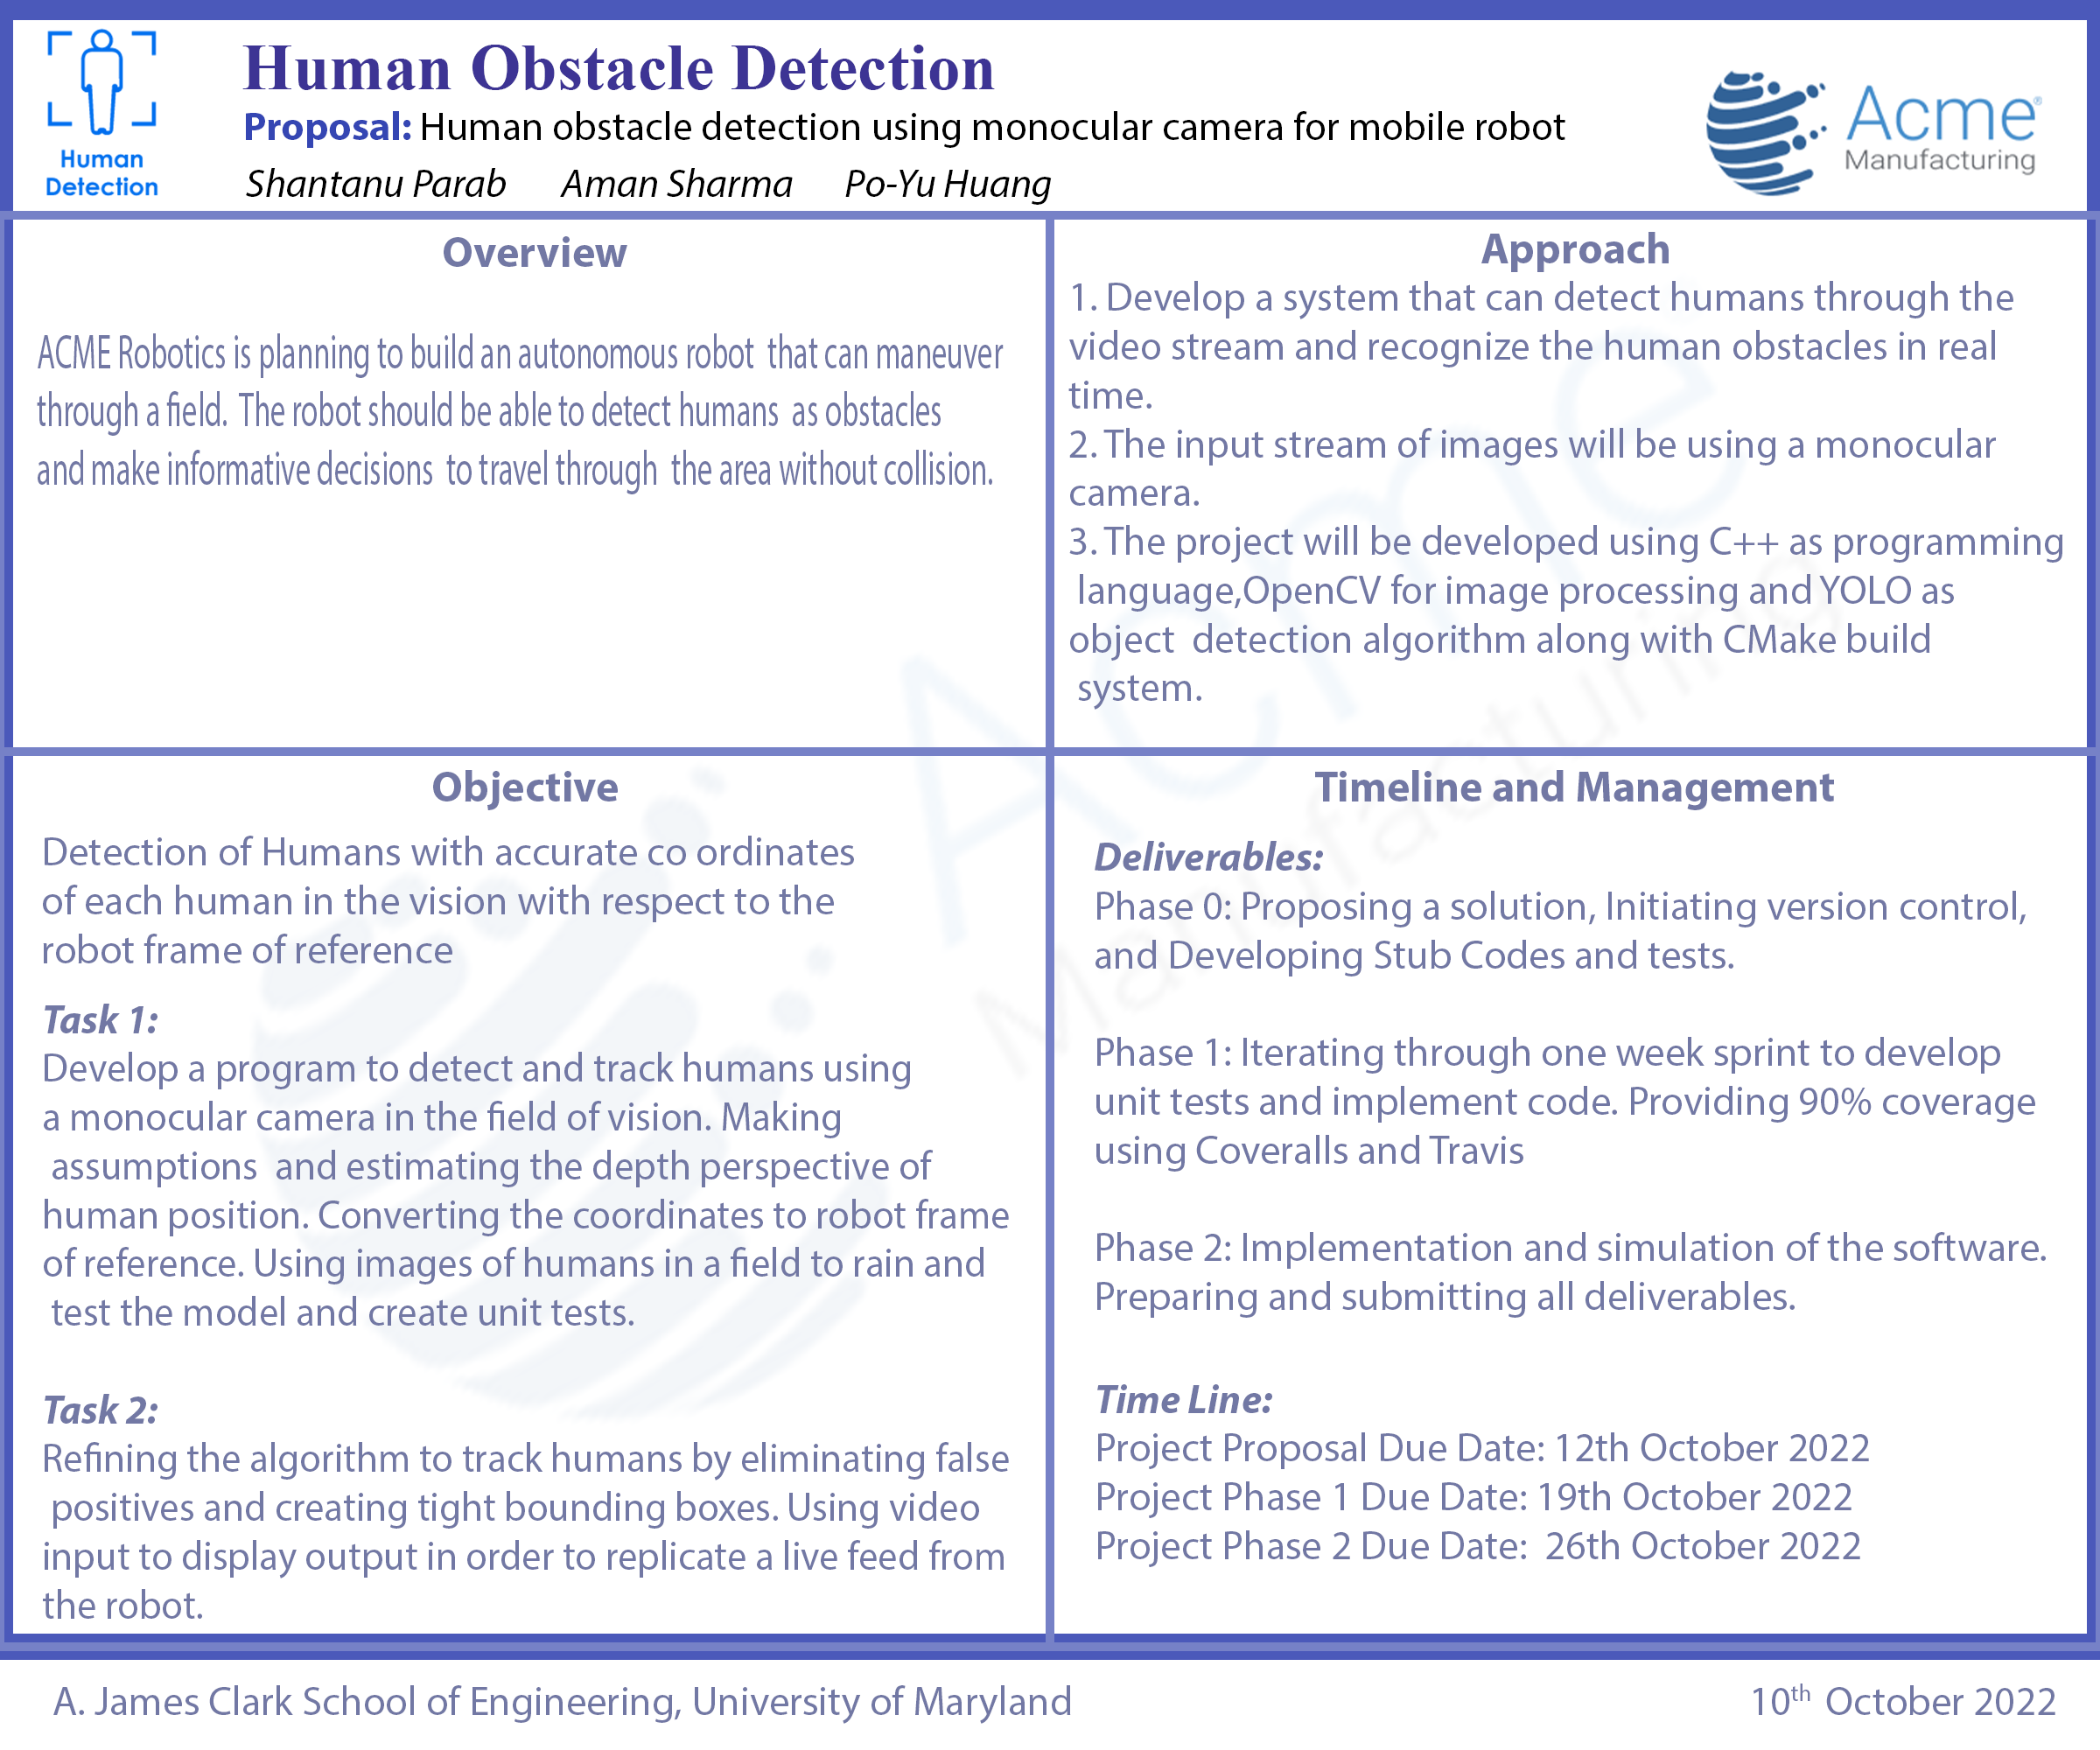 Human
Detection
Human Obstacle Detection
Proposal: Human obstacle detection using monocular camera for mobile robot
Shantanu Parab Aman Sharma Po-Yu Huang
Acme®
Manufacturing
Overview
ACME Robotics is planning to build an autonomous robot that can maneuver
through a field. The robot should be able to detect humans as obstacles
and make informative decisions to travel through the area without collision.
Approach
1. Develop a system that can detect humans through the
video stream and recognize the human obstacles in real
time.
2. The input stream of images will be using a monocular
camera.
3. The project will be developed using C++ as programming
language,OpenCV for image processing and YOLO as
object detection algorithm along with CMake build
system.
Objective
Detection of Humans with accurate co ordinates
of each human in the vision with respect to the
robot frame of reference
Task 1:
Develop a program to detect and track humans using
a monocular camera in the field of vision. Making
assumptions and estimating the depth perspective of
human position. Converting the coordinates to robot frame
of reference. Using images of humans in a field to rain and
test the model and create unit tests.
Task 2:
Refining the algorithm to track humans by eliminating false
positives and creating tight bounding boxes. Using video
input to display output in order to replicate a live feed from
the robot.
Timeline and Management
Deliverables:
Phase 0: Proposing a solution, Initiating version control,
and Developing Stub Codes and tests.
Phase 1: Iterating through one week sprint to develop
unit tests and implement code. Providing 90% coverage
using Coveralls and Travis
Phase 2: Implementation and simulation of the software.
Preparing and submitting all deliverables.
Time Line:
Project Proposal Due Date: 12th October 2022
Project Phase 1 Due Date: 19th October 2022
Project Phase 2 Due Date: 26th October 2022
Acme
Manufacturing
A. James Clark School of Engineering, University of Maryland
10th October 2022